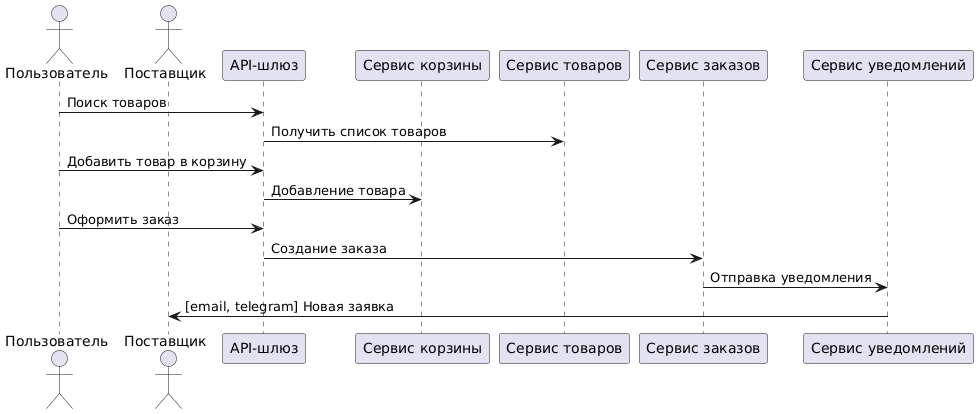 Пользователь
Поставщик
API-шлюз
Сервис корзины
Сервис товаров
Сервис заказов
Сервис уведомлений
Поиск товаров
Получить список товаров
Добавить товар в корзину
Добавление товара
Оформить заказ
Создание заказа
Отправка уведомления
[email, telegram] Новая заявка
Пользователь
Поставщик
API-шлюз
Сервис корзины
Сервис товаров
Сервис заказов
Сервис уведомлений